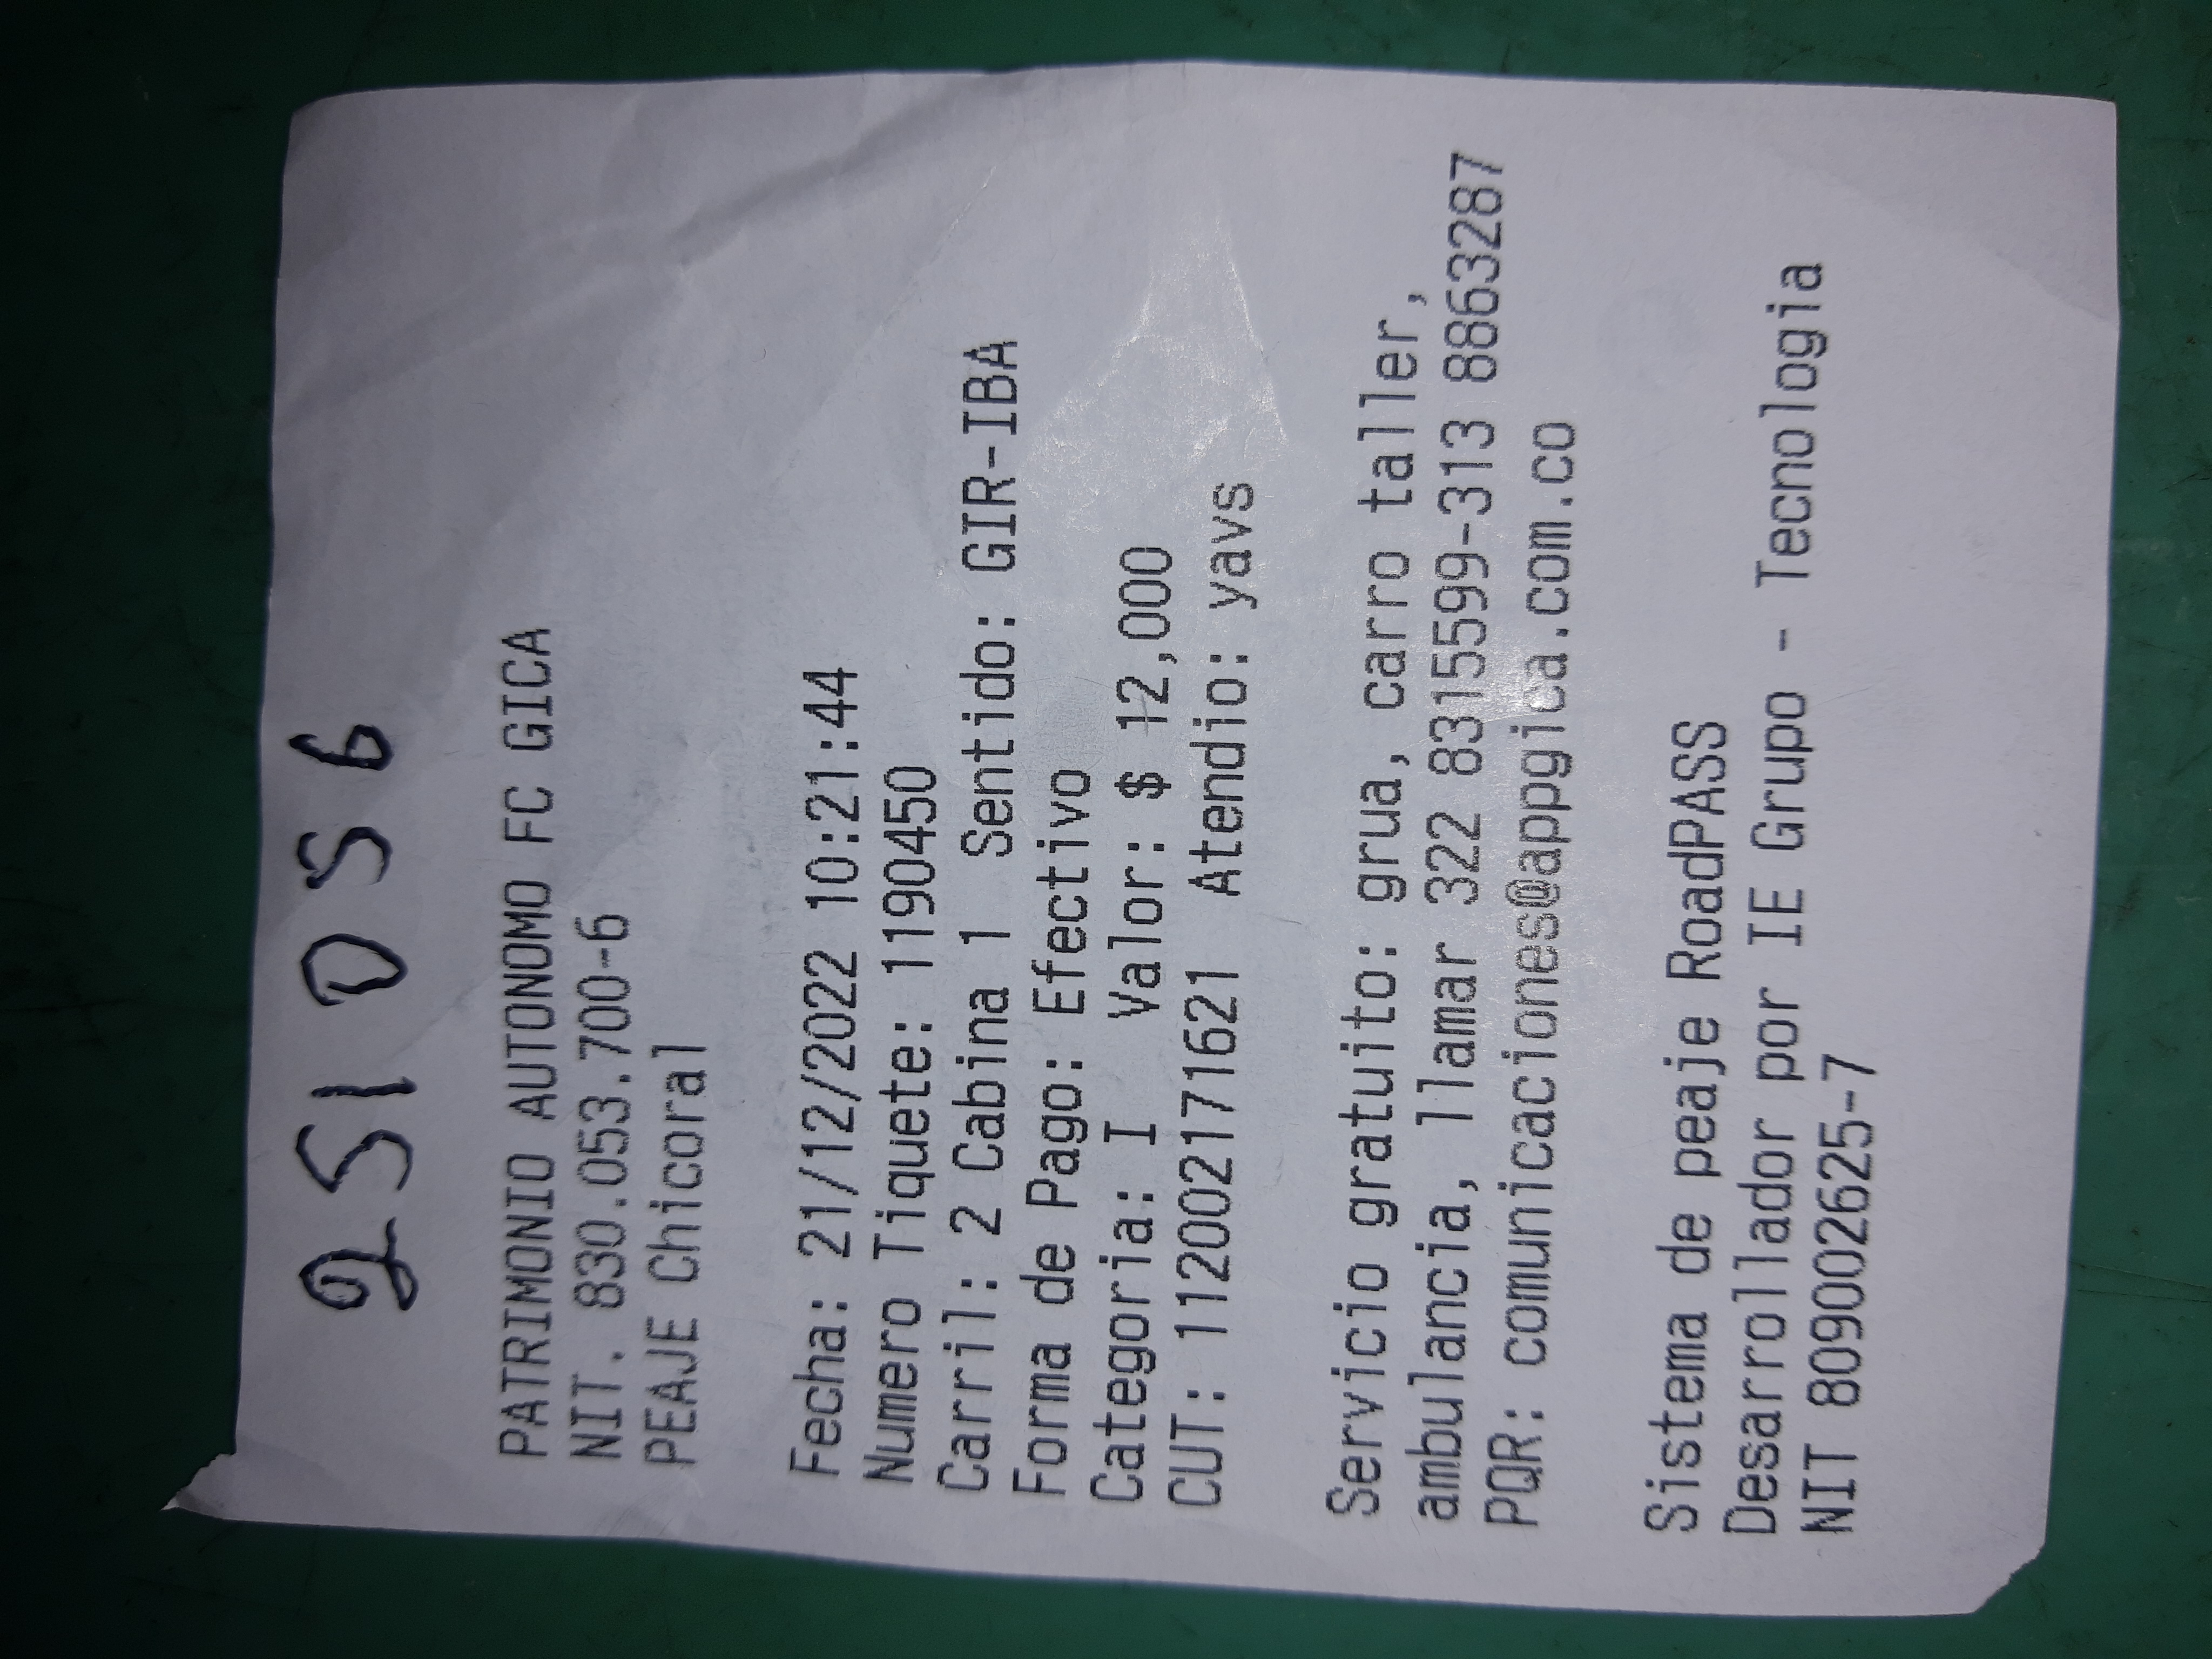 251056
PATRIMONIO AUTONOMO FC GICA
NIT. 830.053.700-6
PEAJE Chicoral
Fecha: 21/12/2022 10:21:44
Numero Tiquete: 1190450
Carril: 2 Cabina 1 Sentido: GIR-IBA
Forma de Pago: Efectivo
Categoria: I Valor: $ 12,000
CUT: 1120021771621 Atendio: yavs
Servicio gratuito: grua, carro taller,
ambulancia, llamar 322 8315599-313 8863287
PQR: comunicaciones@appgica.com.co
Sistema de peaje RoadPASS
Desarrollador por IE Grupo - Tecnologia
NIT 809002625-7